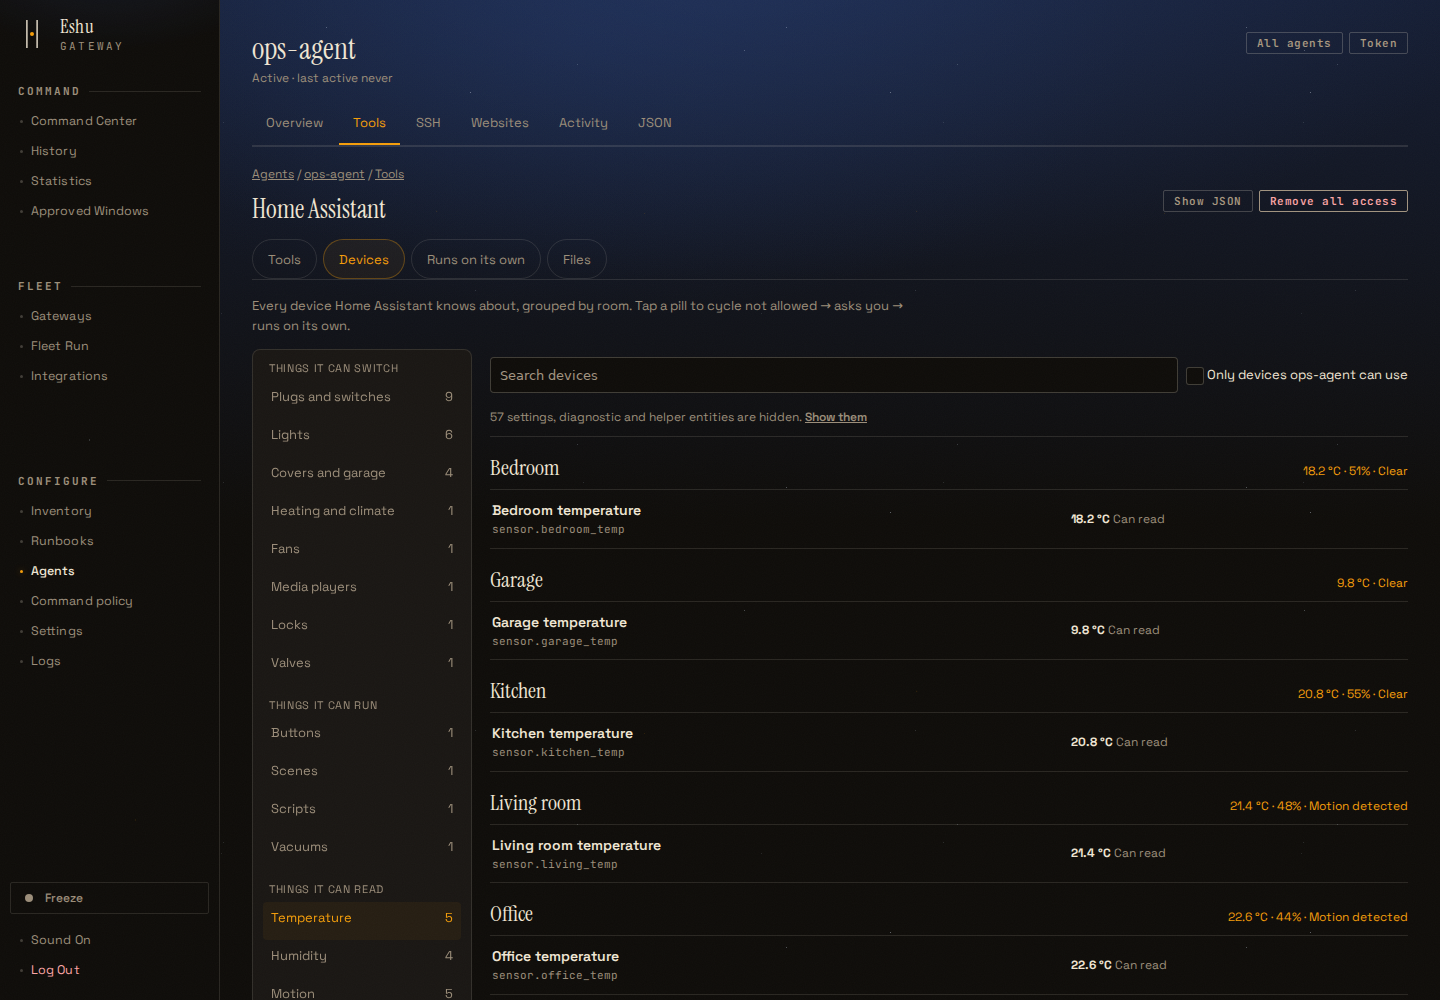 Eshu
GATEWAY
COMMAND
Command Center
History
Statistics
Approved Windows
FLEET
Gateways
Fleet Run
Integrations
CONFIGURE
Inventory
Runbooks
Agents
Command policy
Settings
Logs
Freeze
Sound On
Log Out
ops-agent
Active · last active never
All agents
Token
Overview
Tools
SSH
Websites
Activity
JSON
Agents / ops-agent / Tools
Home Assistant
Show JSON
Remove all access
Tools
Devices
Runs on its own
Files
Every device Home Assistant knows about, grouped by room. Tap a pill to cycle not allowed → asks you →
runs on its own.
THINGS IT CAN SWITCH
Plugs and switches 9
Lights 6
Covers and garage 4
Heating and climate 1
Fans 1
Media players 1
Locks 1
Valves 1
THINGS IT CAN RUN
Buttons 1
Scenes 1
Scripts 1
Vacuums 1
THINGS IT CAN READ
Temperature 5
Humidity 4
Motion 5
Search devices
Only devices ops-agent can use
57 settings, diagnostic and helper entities are hidden. Show them
Bedroom
18.2 °C · 51% · Clear
Bedroom temperature
sensor.bedroom_temp
18.2 °C Can read
Garage
9.8 °C · Clear
Garage temperature
sensor.garage_temp
9.8 °C Can read
Kitchen
20.8 °C · 55% · Clear
Kitchen temperature
sensor.kitchen_temp
20.8 °C Can read
Living room
21.4 °C · 48% · Motion detected
Living room temperature
sensor.living_temp
21.4 °C Can read
Office
22.6 °C · 44% · Motion detected
Office temperature
sensor.office_temp
22.6 °C Can read